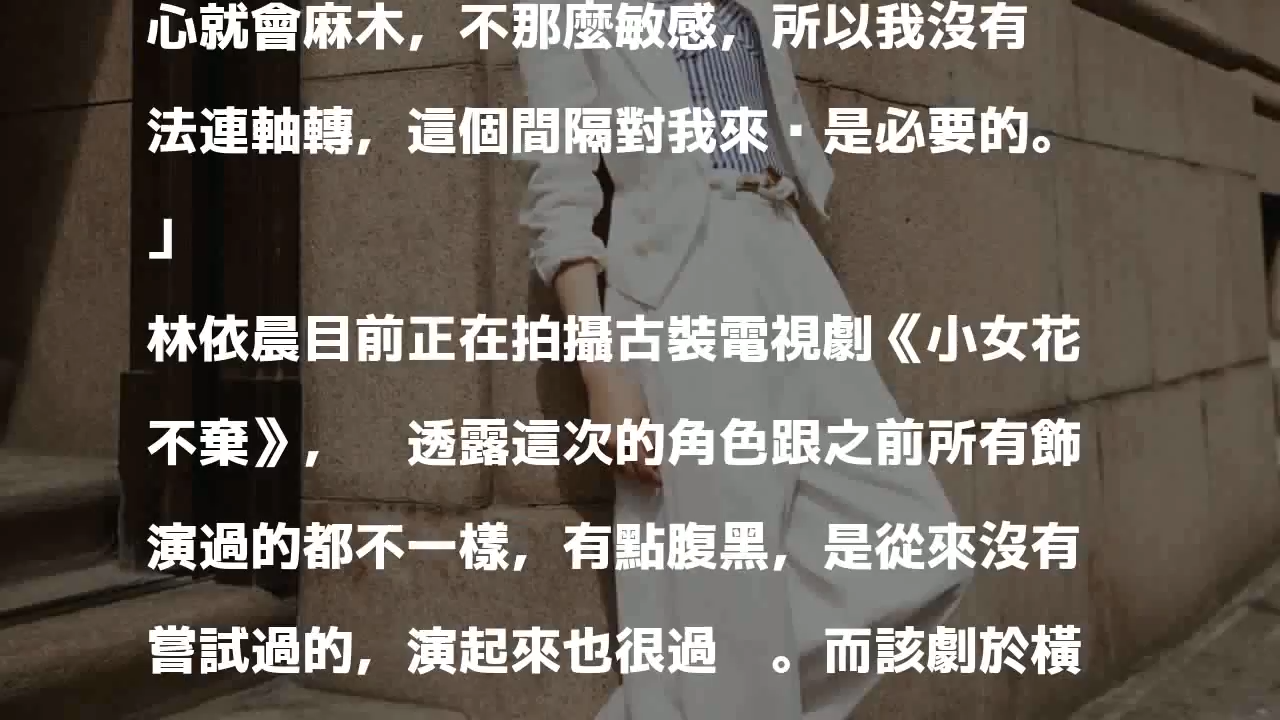 心就會麻木，不那麼敏感，所以我沒有
法連軸轉，這個間隔對我來·是必要的。
」
林依晨目前正在拍攝古裝電視劇《小女花
不棄》，　透露這次的角色跟之前所有飾
演過的都不一樣，有點腹黑，是從來沒有
嘗試過的，演起來也很過　。而該劇於橫